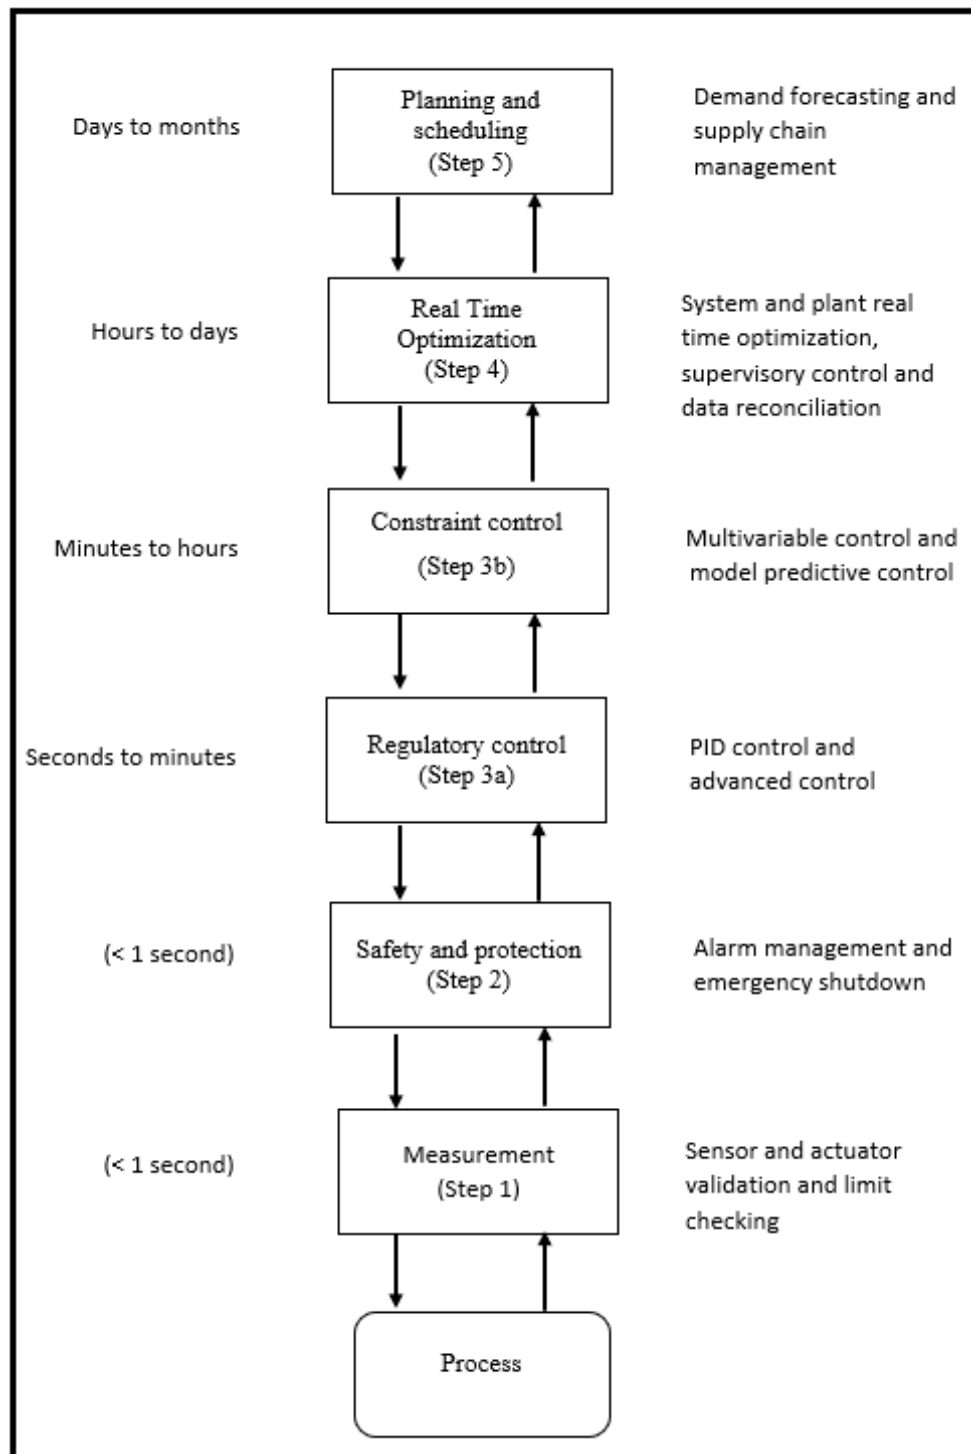 Planning and
scheduling
(Step 5)
Days to months
Demand forecasting and
supply chain
management
Real Time
Optimization
(Step 4)
Hours to days
System and plant real
time optimization,
supervisory control and
data reconciliation
Constraint control
(Step 3b)
Minutes to hours
Multivariable control and
model predictive control
Regulatory control
(Step 3a)
Seconds to minutes
PID control and
advanced control
Safety and protection
(Step 2)
(< 1 second)
Alarm management and
emergency shutdown
Measurement
(Step 1)
(< 1 second)
Sensor and actuator
validation and limit
checking
Process